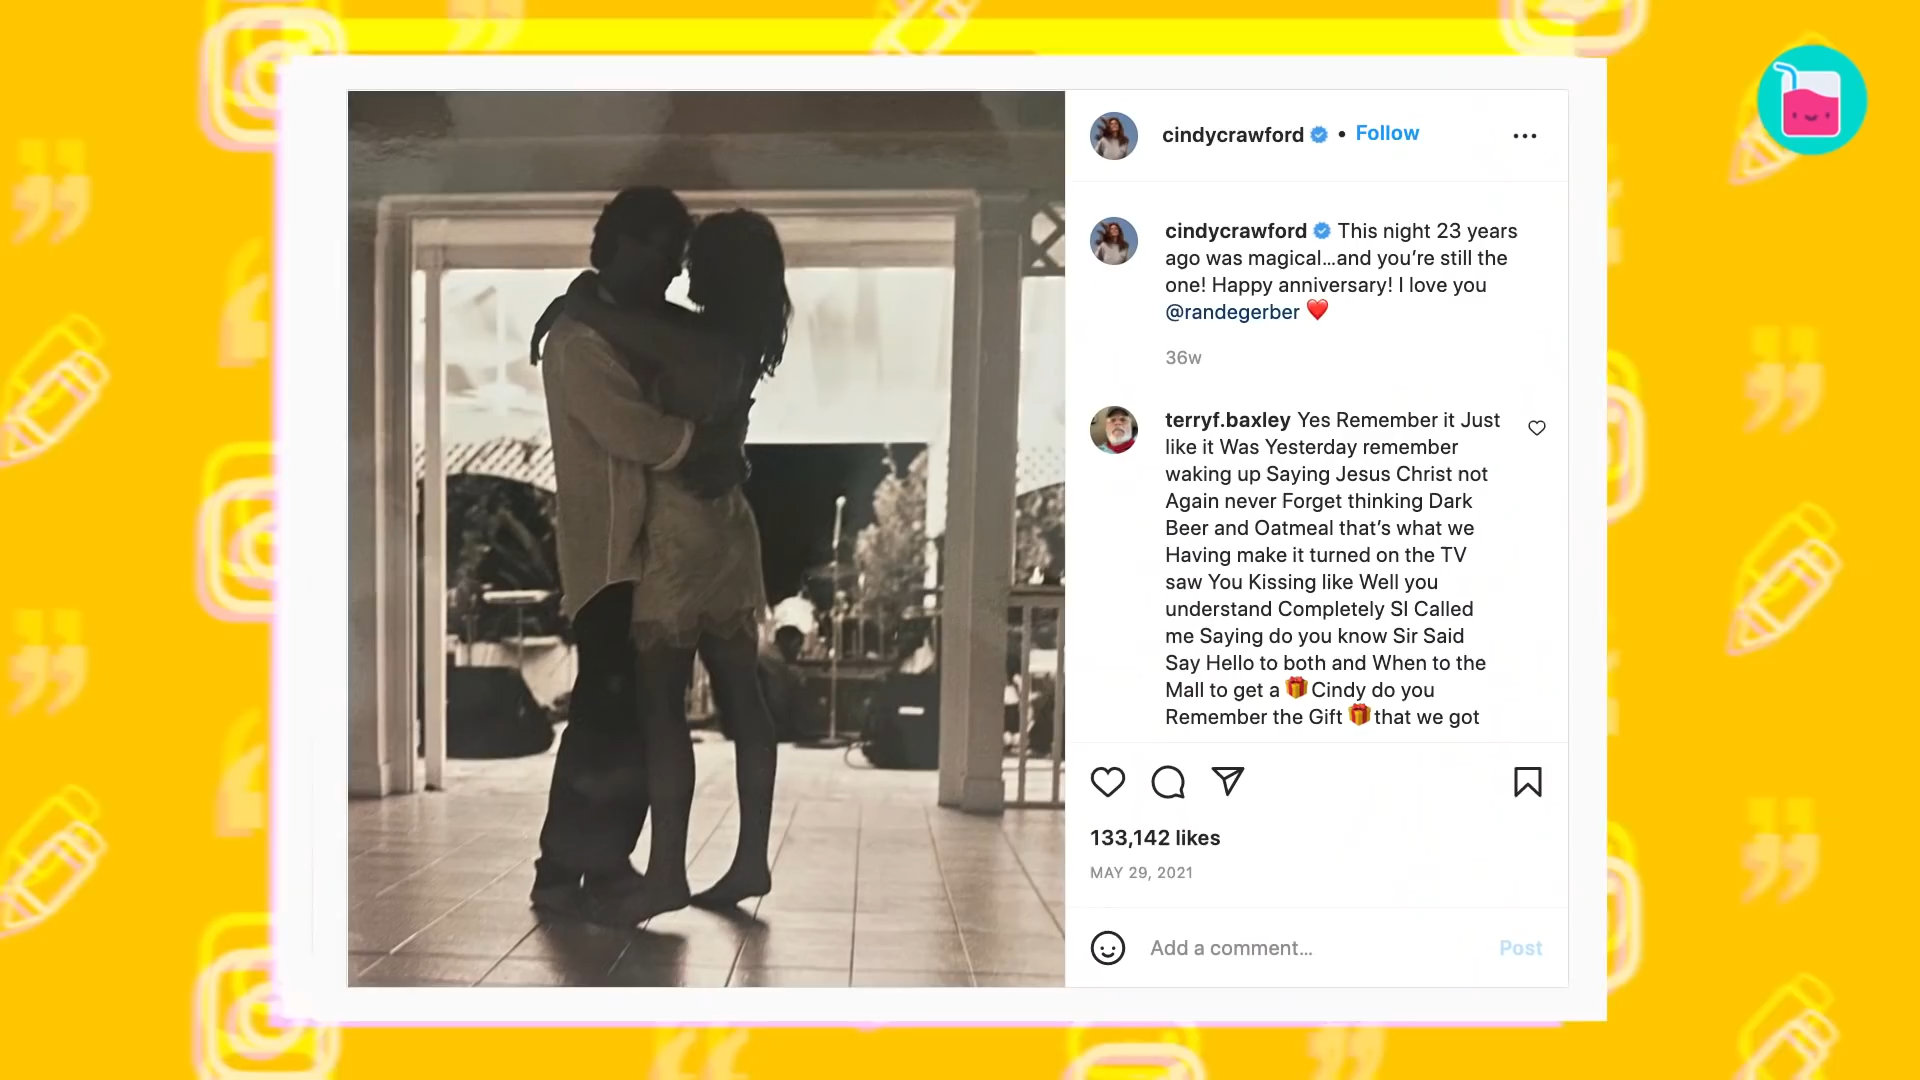 cindycrawford • Follow
cindycrawford This night 23 years
ago was magical...and you’re still the
one! Happy anniversary! I love you
@randegerber ❤️
36w
terryf.baxley Yes Remember it Just
like it Was Yesterday remember
waking up Saying Jesus Christ not
Again never Forget thinking Dark
Beer and Oatmeal that’s what we
Having make it turned on the TV
saw You Kissing like Well you
understand Completely SI Called
me Saying do you know Sir Said
Say Hello to both and When to the
Mall to get a 🎁Cindy do you
Remember the Gift 🎁that we got
133,142 likes
MAY 29, 2021
Add a comment...
Post